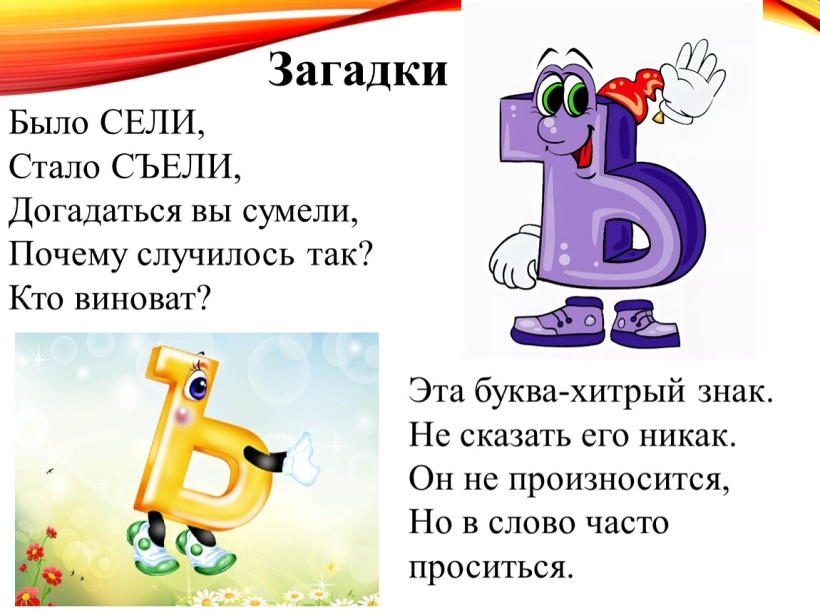 Загадки
Было СЕЛИ,
Стало СЪЕЛИ,
Догадаться вы сумели,
Почему случилось так?
Кто виноват?
Ъ
Ъ
Эта буква-хитрый знак.
Не сказать его никак.
Он не произносится,
Но в слово часто
проситься.